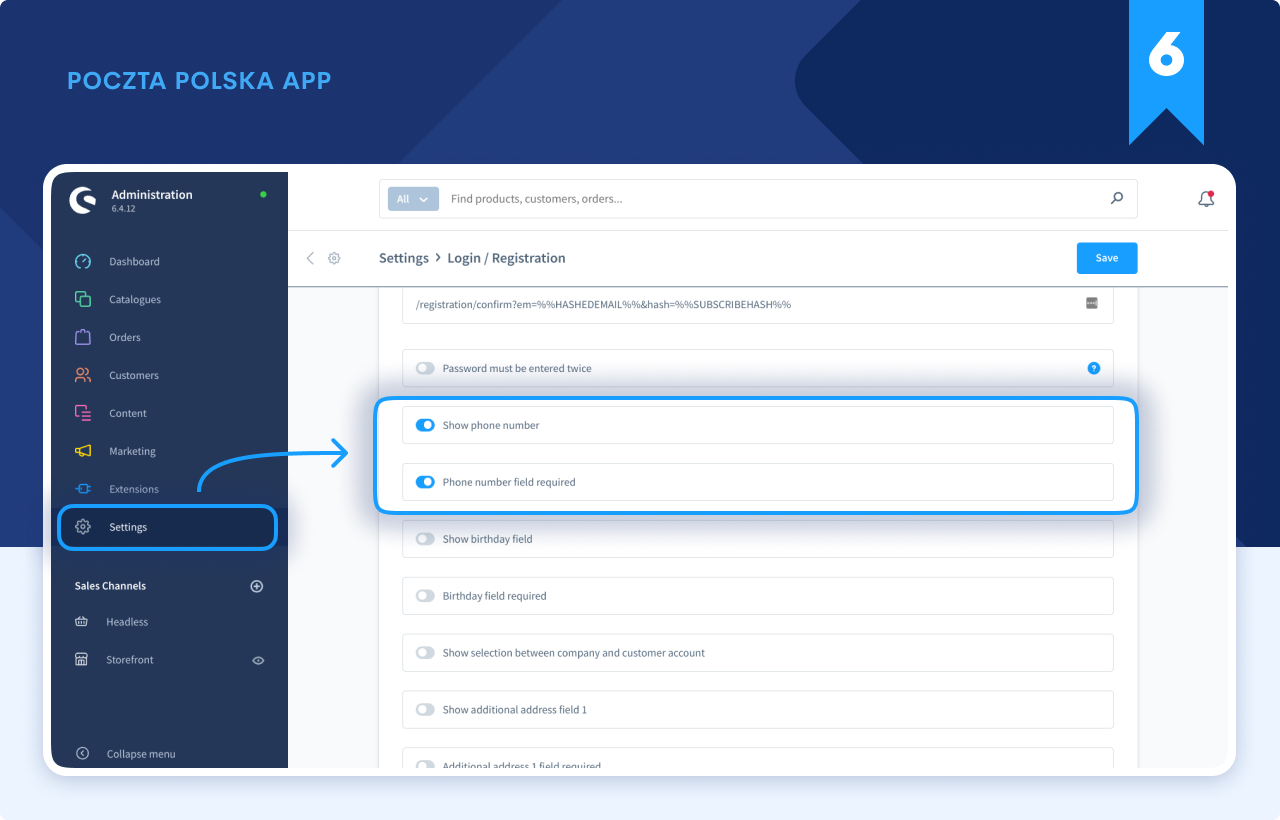 POCZTA POLSKA APP
6
Administration
6.4.12
All
Find products, customers, orders...
Dashboard
Catalogues
Orders
Customers
Content
Marketing
Extensions
Settings
Sales Channels
Headless
Storefront
Collapse menu
Settings > Login / Registration
Save
/registration/confirm?em=%%HASHEDEMAIL%%&hash=%%SUBSCRIBEHASH%%
Password must be entered twice
?
Show phone number
Phone number field required
Show birthday field
Birthday field required
Show selection between company and customer account
Show additional address field 1
Additional address 1 field required